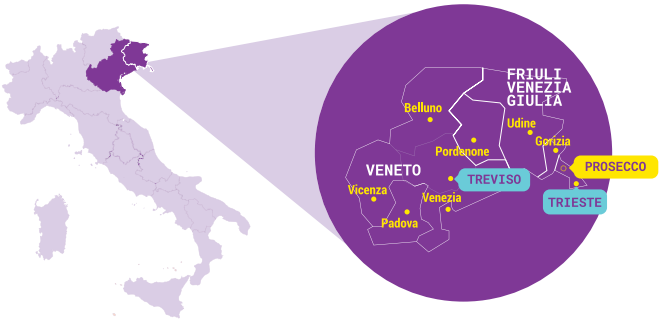 FRIULI
VENEZIA
GIULIA
Belluno
Udine
Gorizia
Pordenone
PROSECCO
VENETO
TREVISO
Vicenza
Venezia
TRIESTE
Padova